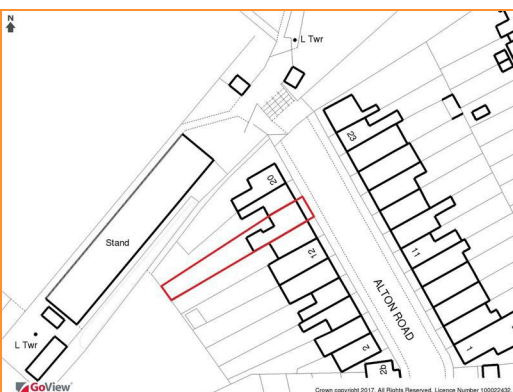 N
L Twr
23
20
Stand
12
11
ALTON ROAD
L Twr
2
1
2b
GoView
Crown copyright 2017. All Rights Reserved. Licence Number 100022432